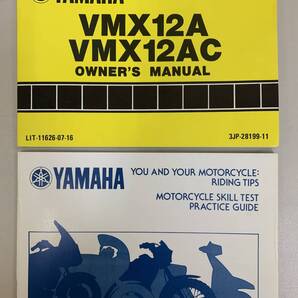 YAMAHA
VMX12A
VMX12AC
OWNER'S MANUAL
LIT-11626-07-16 3JP-28199-11
YAMAHA
YOU AND YOUR MOTORCYCLE:
RIDING TIPS
MOTORCYCLE SKILL TEST
PRACTICE GUIDE